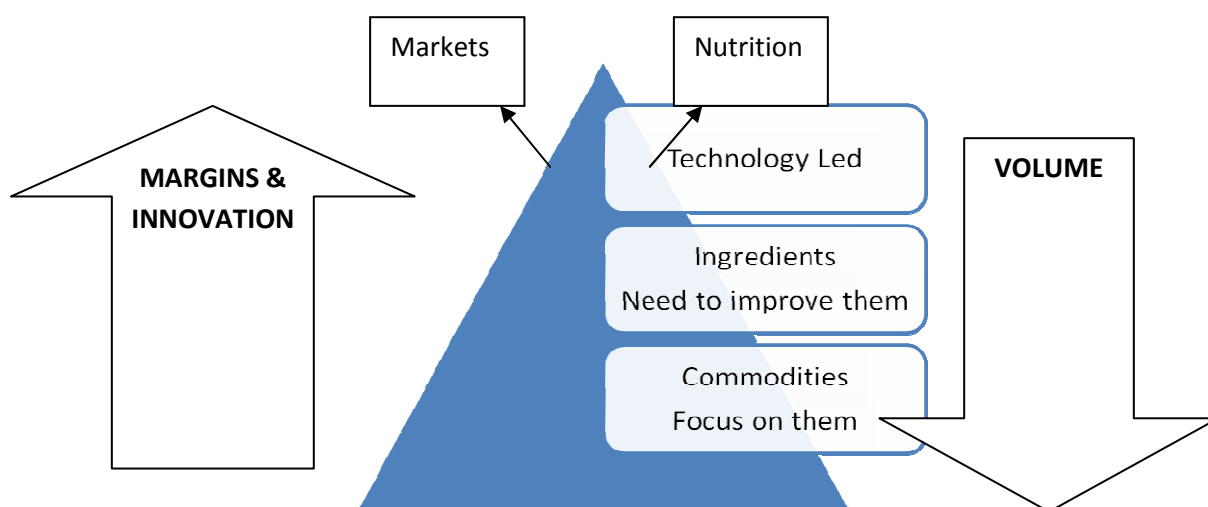 Markets
Nutrition
MARGINS &
INNOVATION
Technology Led
VOLUME
Ingredients
Need to improve them
Commodities
Focus on them